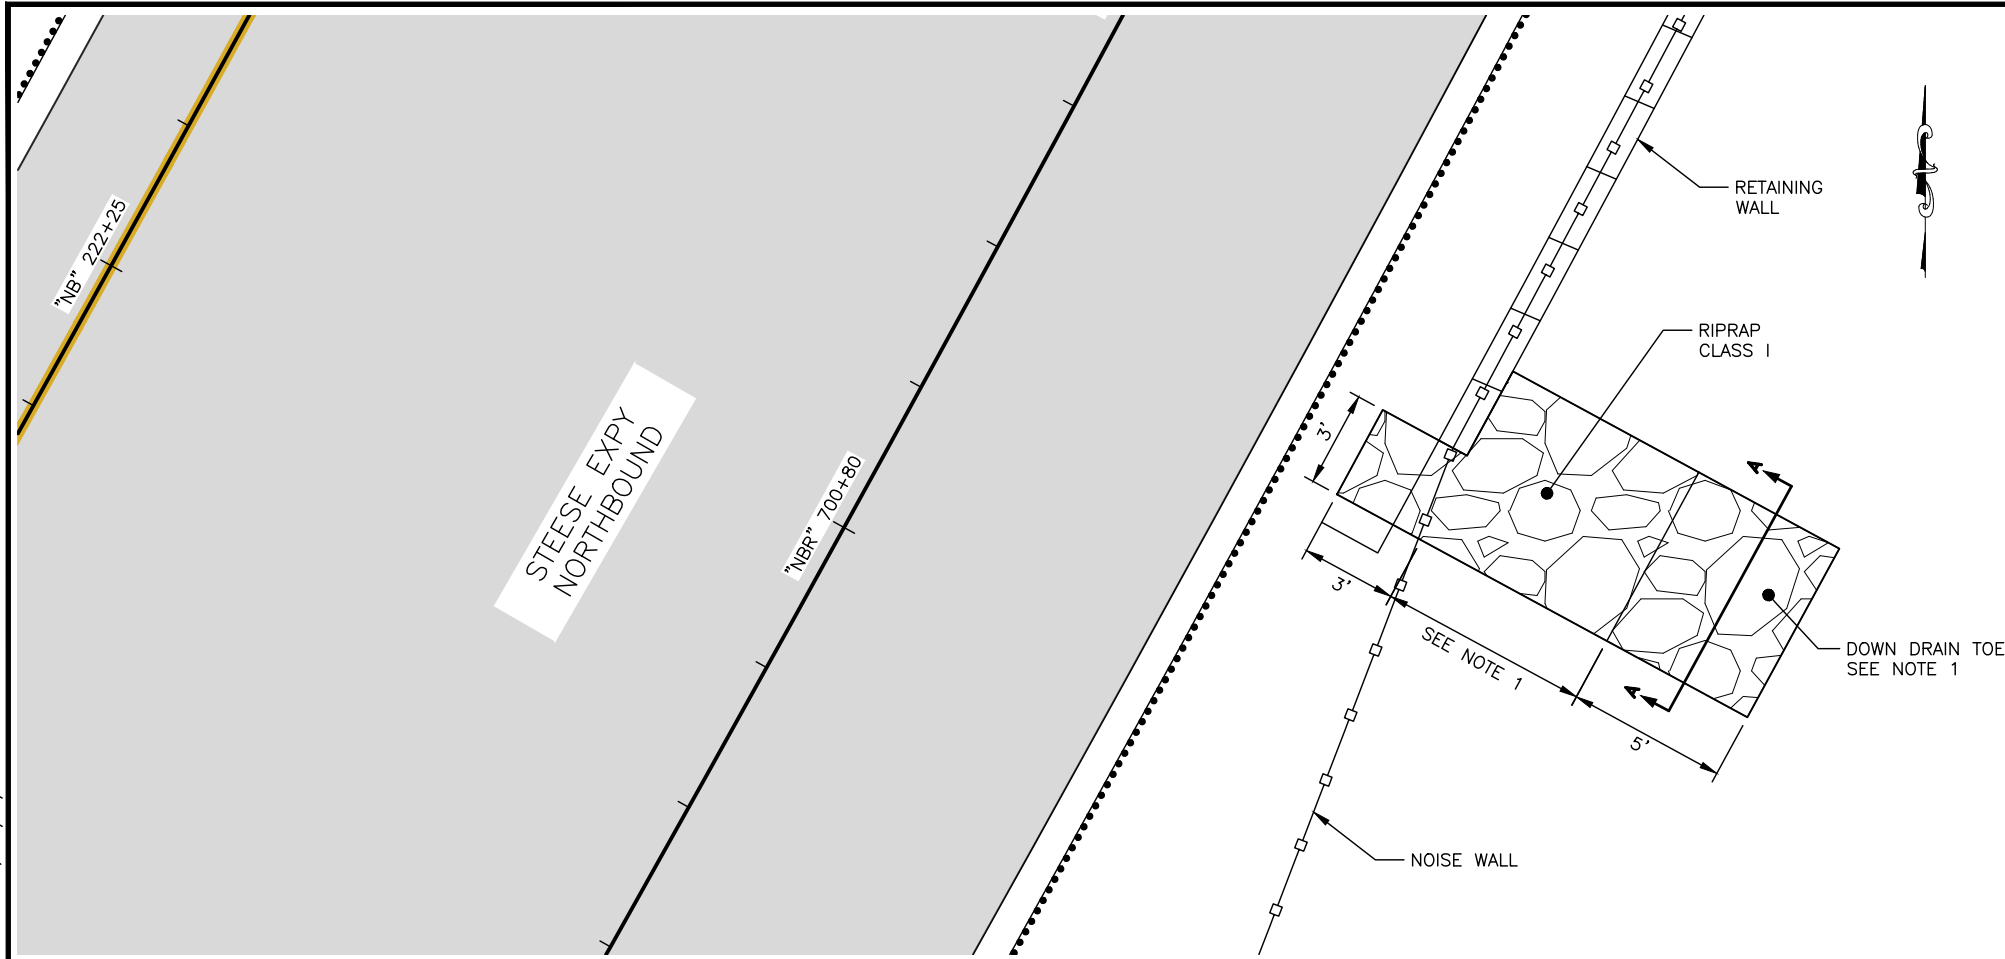 "NB" 222+25
STEESE EXPY
NORTHBOUND
"NBR" 700+80
RETAINING
WALL
RIPRAP
CLASS I
3'
A
3'
SEE NOTE 1
A
5'
DOWN DRAIN TOE
SEE NOTE 1
NOISE WALL